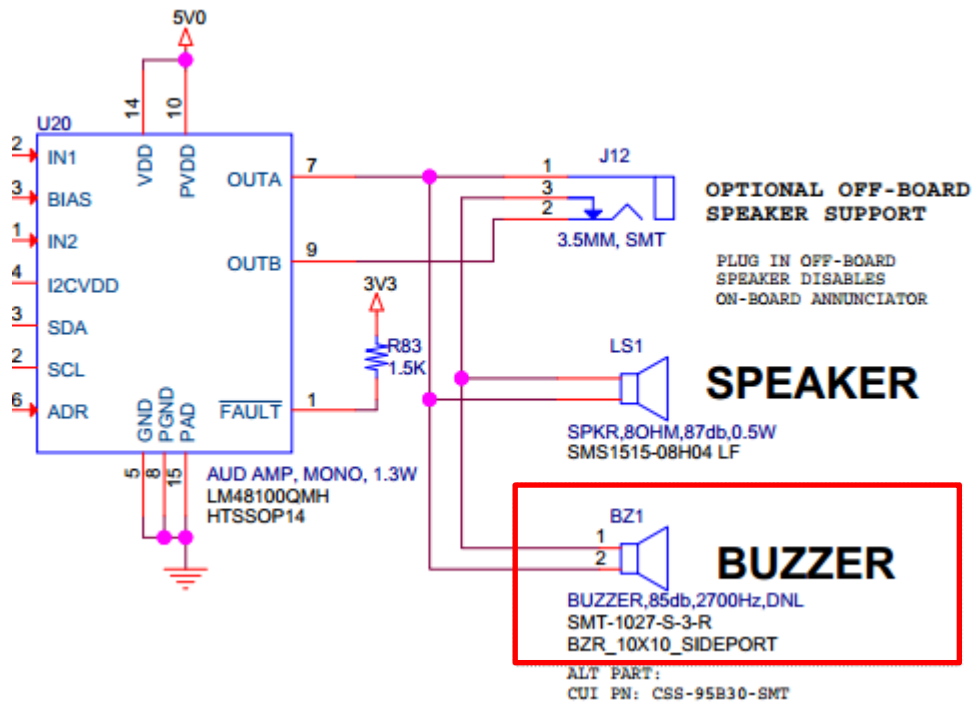 5V0
14
10
U20
2
IN1
VDD
PVDD
OUTA
7
3
BIAS
1
IN2
OUTB
9
4
I2CVDD
3
SDA
2
SCL
6
ADR
GND
PGND
PAD
FAULT
1
5
8
15
3V3
R83
1.5K
AUD AMP, MONO, 1.3W
LM48100QMH
HTSSOP14
J12
1
3
2
3.5MM, SMT
OPTIONAL OFF-BOARD
SPEAKER SUPPORT
PLUG IN OFF-BOARD
SPEAKER DISABLES
ON-BOARD ANNUNCIATOR
LS1
SPEAKER
SPKR,8OHM,87db,0.5W
SMS1515-08H04 LF
BZ1
1
2
BUZZER
BUZZER,85db,2700Hz,DNL
SMT-1027-S-3-R
BZR_10X10_SIDEPORT
ALT PART:
CUI PN: CSS-95B30-SMT